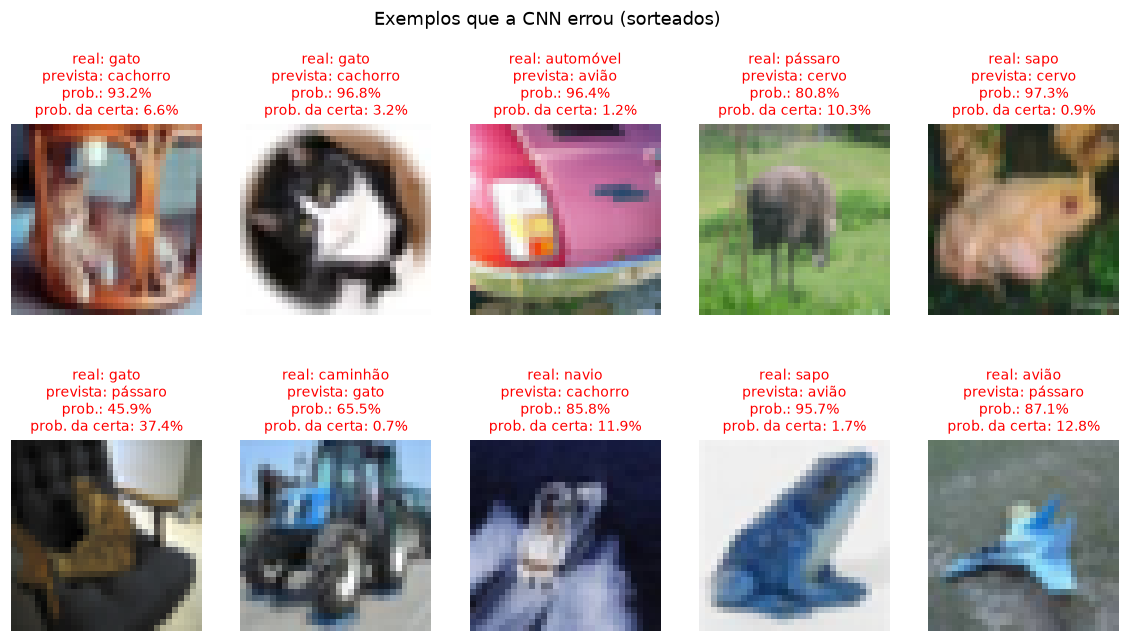 Exemplos que a CNN errou (sorteados)
real: gato
prevista: cachorro
prob.: 93.2%
prob. da certa: 6.6%
real: gato
prevista: cachorro
prob.: 96.8%
prob. da certa: 3.2%
real: automóvel
prevista: avião
prob.: 96.4%
prob. da certa: 1.2%
real: pássaro
prevista: cervo
prob.: 80.8%
prob. da certa: 10.3%
real: sapo
prevista: cervo
prob.: 97.3%
prob. da certa: 0.9%
real: gato
prevista: pássaro
prob.: 45.9%
prob. da certa: 37.4%
real: caminhão
prevista: gato
prob.: 65.5%
prob. da certa: 0.7%
real: navio
prevista: cachorro
prob.: 85.8%
prob. da certa: 11.9%
real: sapo
prevista: avião
prob.: 95.7%
prob. da certa: 1.7%
real: avião
prevista: pássaro
prob.: 87.1%
prob. da certa: 12.8%